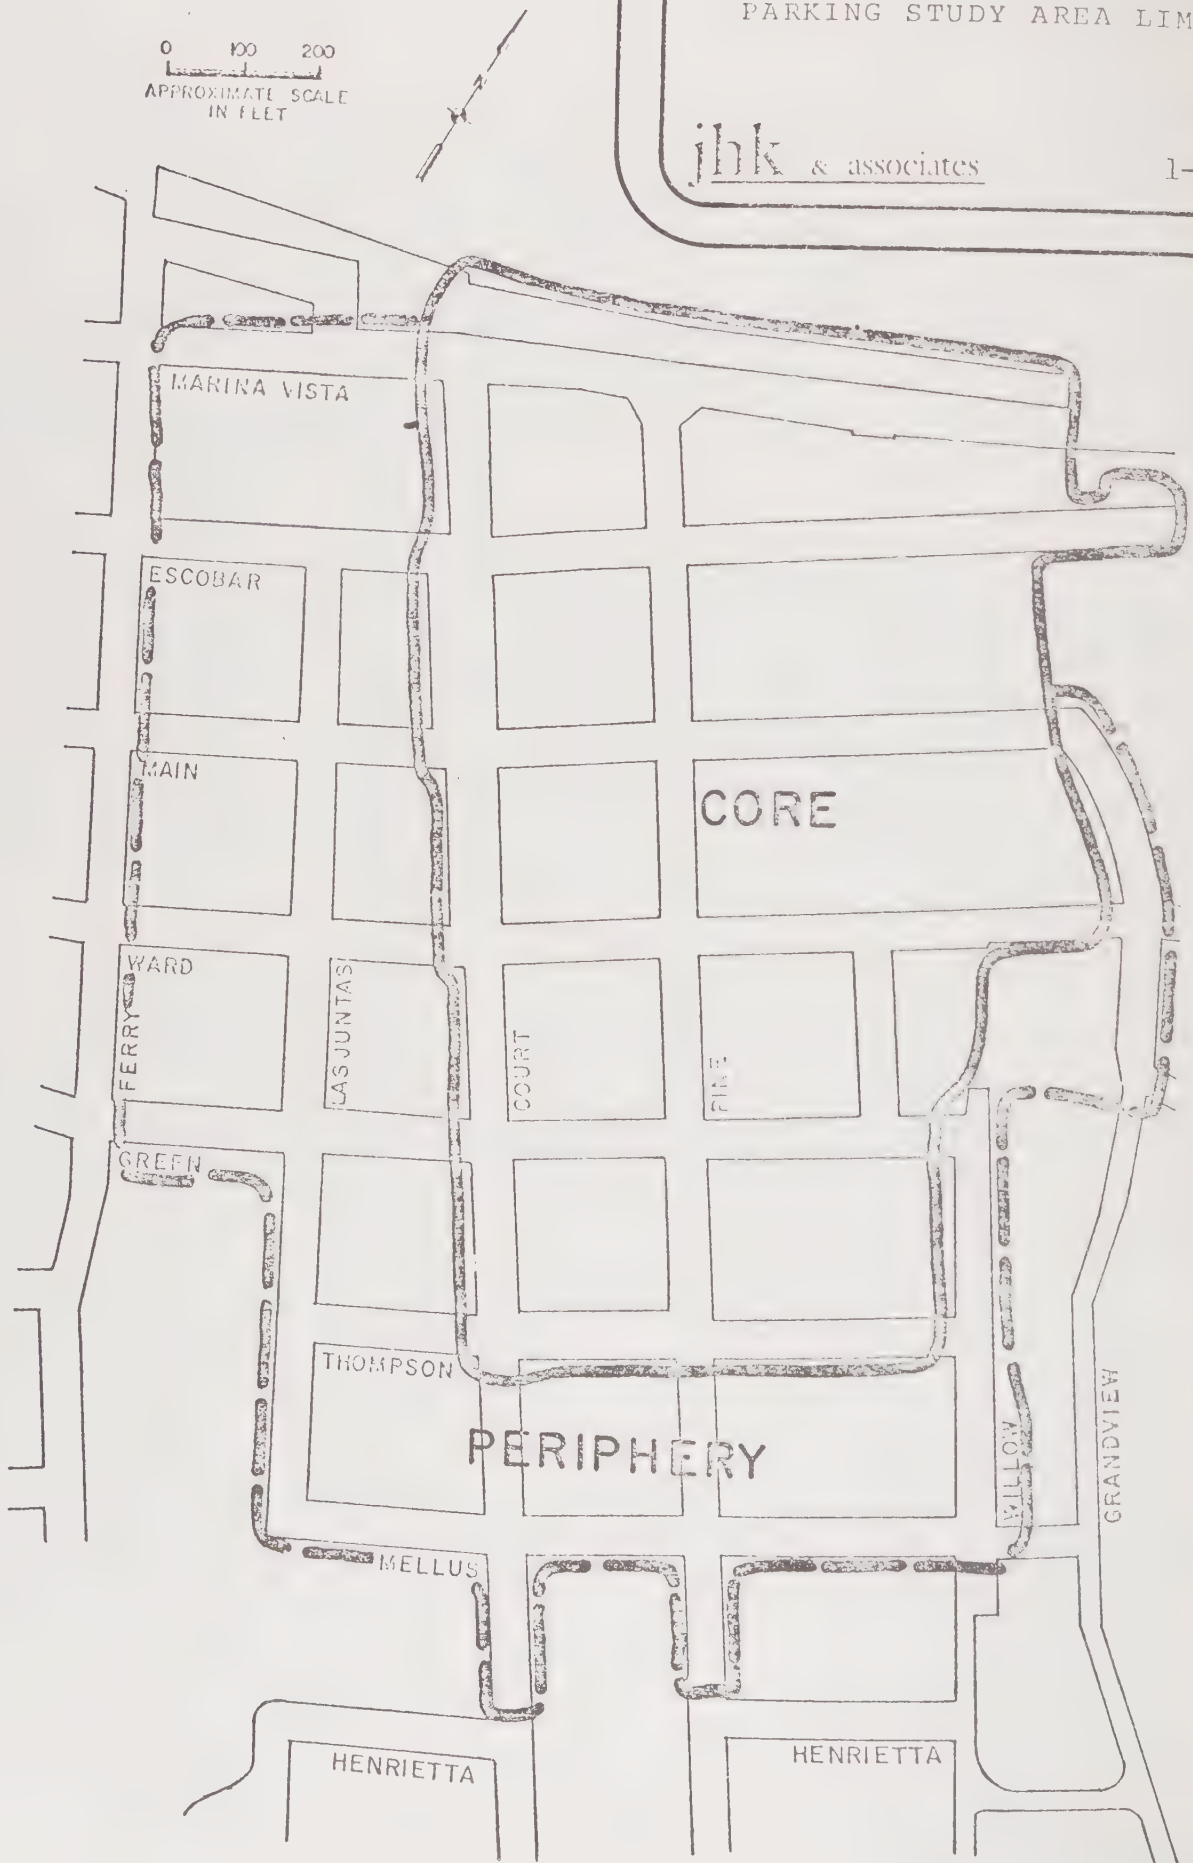 PARKING STUDY AREA LIM
0 100 200
APPROXIMATE SCALE
IN FEET
jhk & associates
1-
MARINA VISTA
ESCOBAR
MAIN
CORE
WARD
FERRY
LAS JUNTAS
COURT
PINE
GREEN
THOMPSON
PERIPHERY
WILLOW
GRANDVIEW
MELLUS
HENRIETTA
HENRIETTA